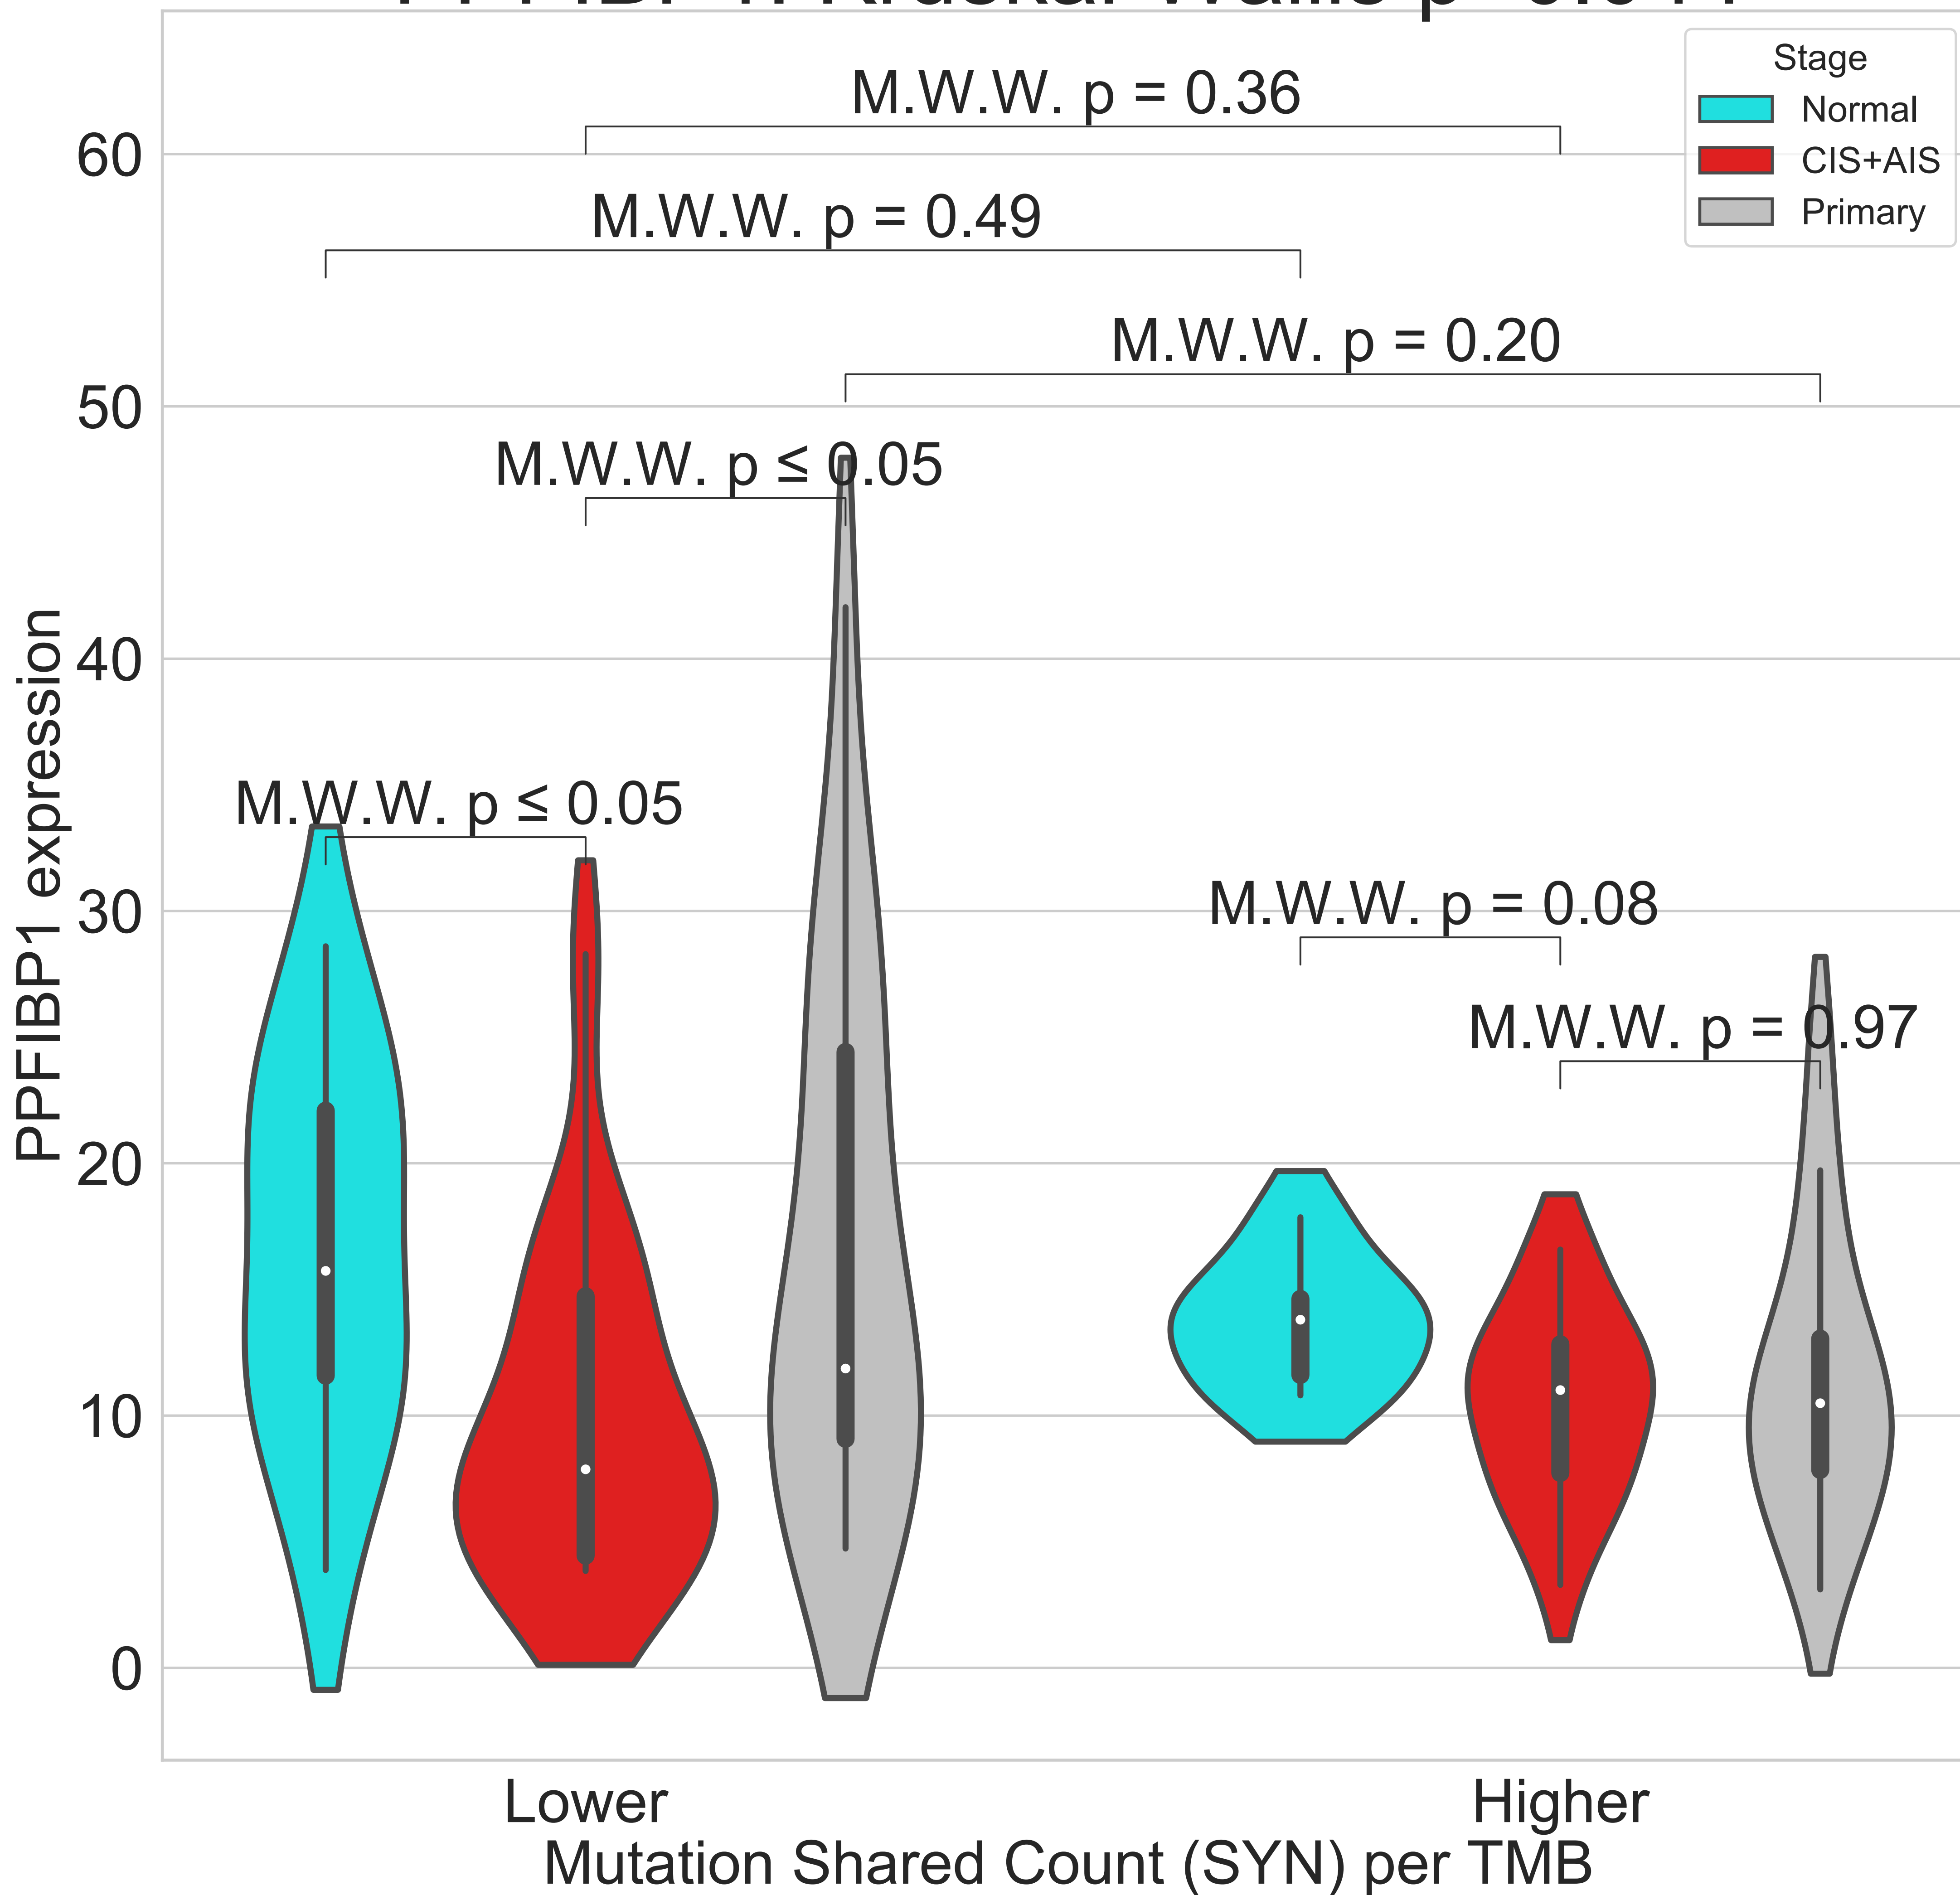 Stage
Normal
CIS+AIS
Primary
M.W.W. p = 0.36
M.W.W. p = 0.49
M.W.W. p = 0.20
M.W.W. p ≤ 0.05
M.W.W. p ≤ 0.05
M.W.W. p = 0.08
M.W.W. p = 0.97
60
50
40
30
20
10
0
PPFIBP1 expression
Lower
Higher
Mutation Shared Count (SYN) per TMB